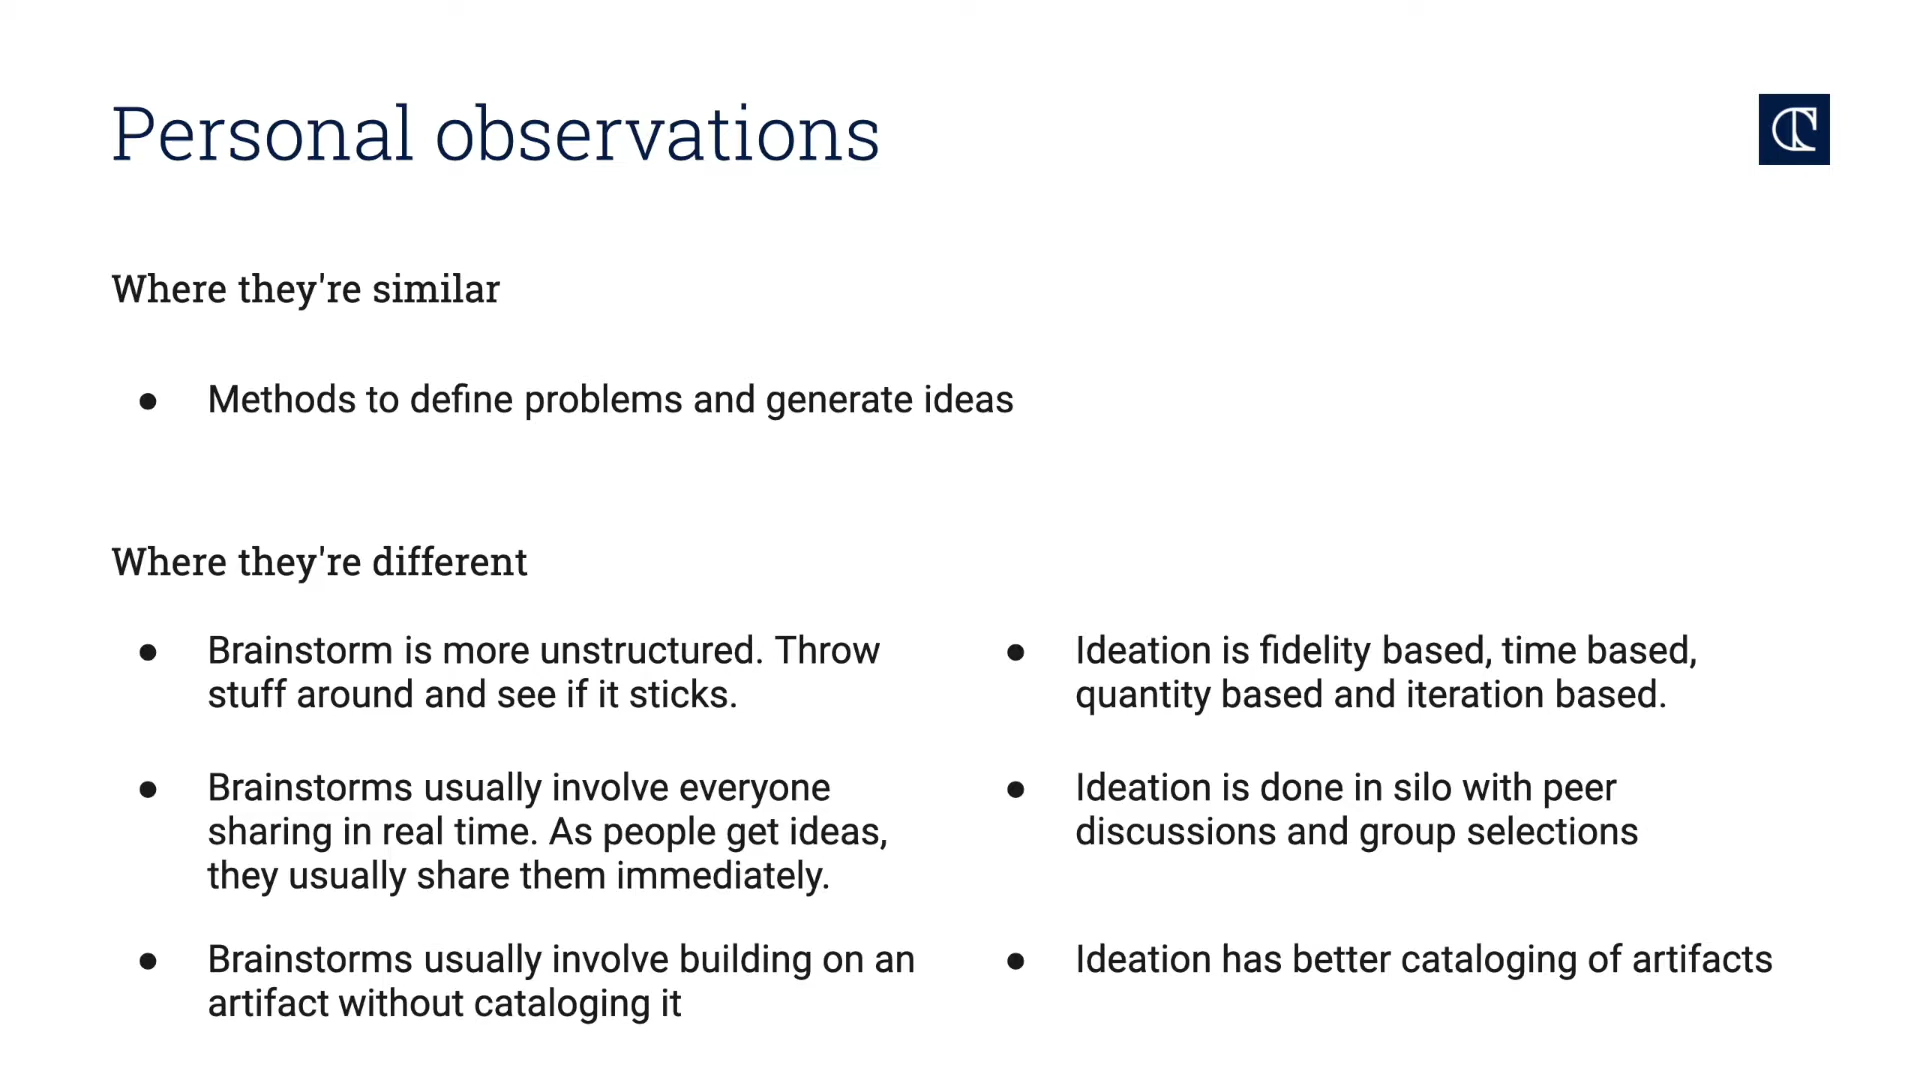 Personal observations
Where they're similar
● Methods to define problems and generate ideas
Where they're different
● Brainstorm is more unstructured. Throw
stuff around and see if it sticks.
● Brainstorms usually involve everyone
sharing in real time. As people get ideas,
they usually share them immediately.
● Brainstorms usually involve building on an
artifact without cataloging it
● Ideation is fidelity based, time based,
quantity based and iteration based.
● Ideation is done in silo with peer
discussions and group selections
● Ideation has better cataloging of artifacts